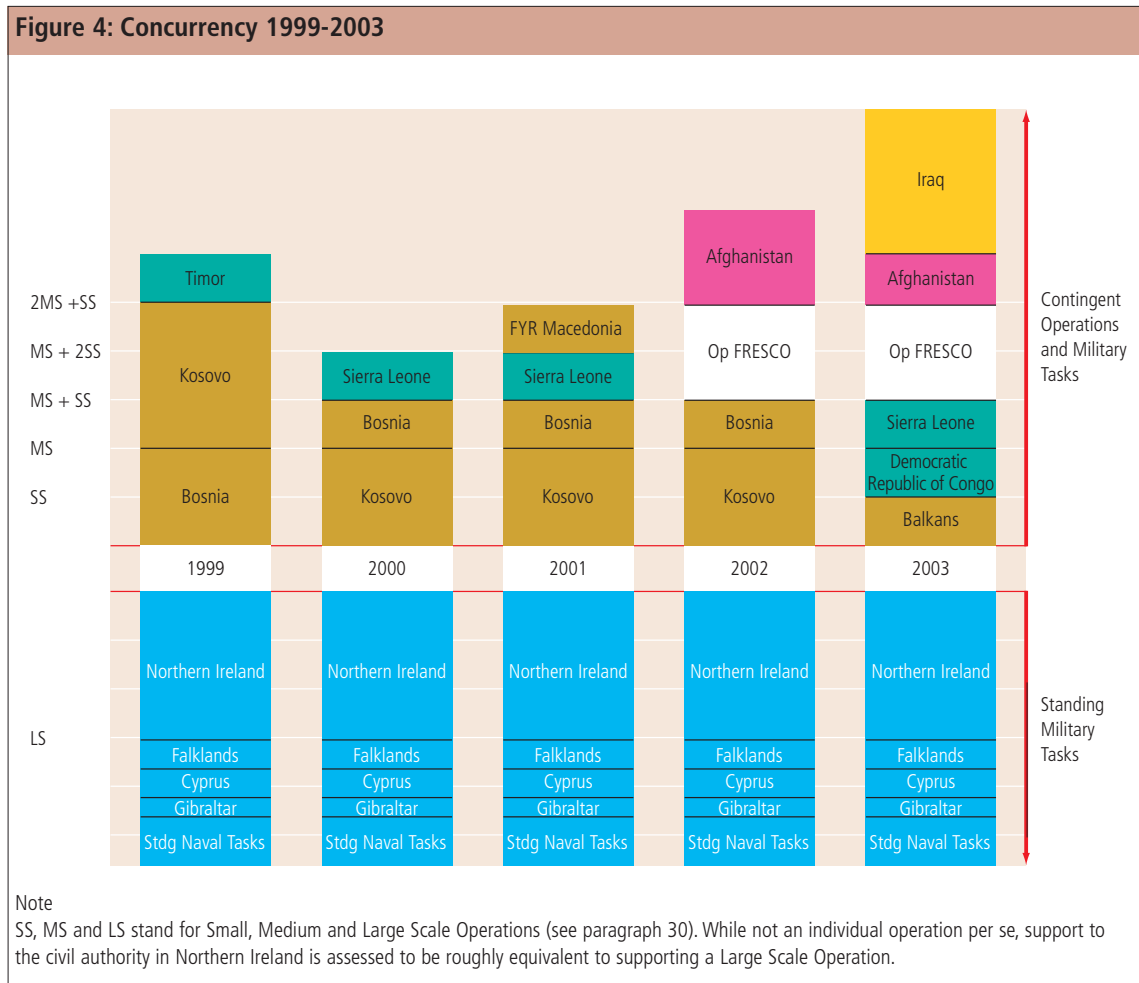 Figure 4: Concurrency 1999-2003
2MS +SS
MS + 2SS
MS + SS
MS
SS
LS
Timor
Kosovo
Bosnia
1999
Northern Ireland
Falklands
Cyprus
Gibraltar
Stdg Naval Tasks
Sierra Leone
Bosnia
Kosovo
2000
Northern Ireland
Falklands
Cyprus
Gibraltar
Stdg Naval Tasks
FYR Macedonia
Sierra Leone
Bosnia
Kosovo
2001
Northern Ireland
Falklands
Cyprus
Gibraltar
Stdg Naval Tasks
Afghanistan
Op FRESCO
Bosnia
Kosovo
2002
Northern Ireland
Falklands
Cyprus
Gibraltar
Stdg Naval Tasks
Iraq
Afghanistan
Op FRESCO
Sierra Leone
Democratic
Republic of Congo
Balkans
2003
Northern Ireland
Falklands
Cyprus
Gibraltar
Stdg Naval Tasks
Contingent
Operations
and Military
Tasks
Standing
Military
Tasks
Note
SS, MS and LS stand for Small, Medium and Large Scale Operations (see paragraph 30). While not an individual operation per se, support to
the civil authority in Northern Ireland is assessed to be roughly equivalent to supporting a Large Scale Operation.